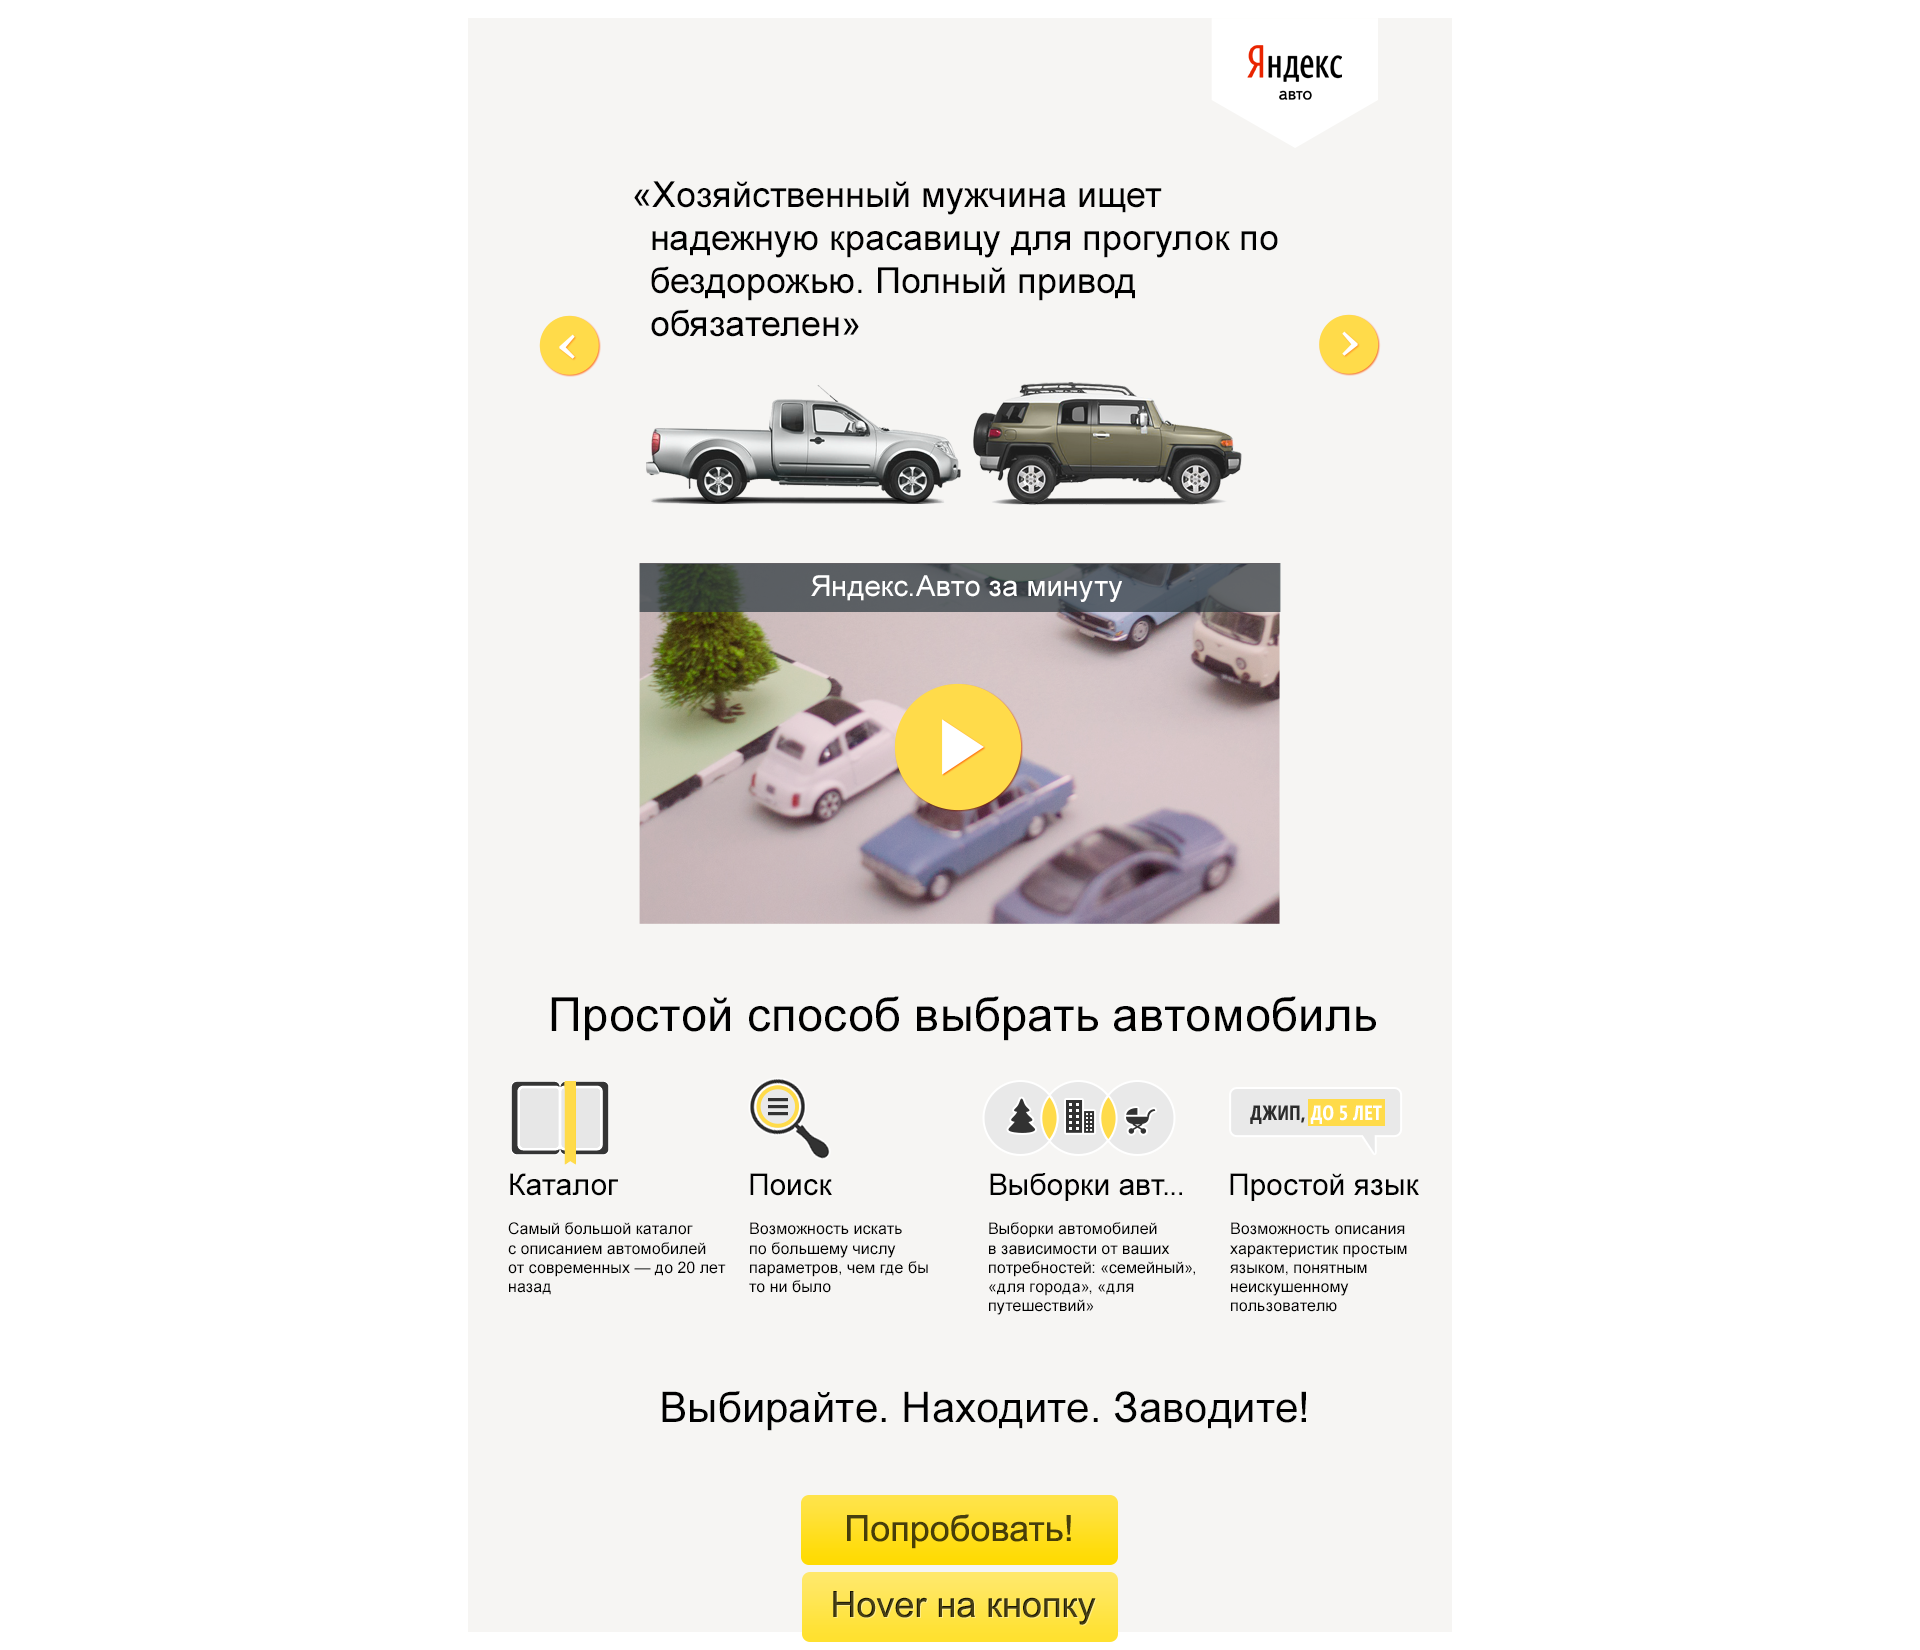 Яндекс
авто
«Хозяйственный мужчина ищет
надежную красавицу для прогулок по
бездорожью. Полный привод
обязателен»
Яндекс.Авто за минуту
Простой способ выбрать автомобиль
ДЖИП, ДО 5 ЛЕТ
Каталог
Самый большой каталог
с описанием автомобилей
от современных — до 20 лет
назад
Поиск
Возможность искать
по большему числу
параметров, чем где бы
то ни было
Выборки авт...
Выборки автомобилей
в зависимости от ваших
потребностей: «семейный»,
«для города», «для
путешествий»
Простой язык
Возможность описания
характеристик простым
языком, понятным
неискушенному
пользователю
Выбирайте. Находите. Заводите!
Попробовать!
Hover на кнопку